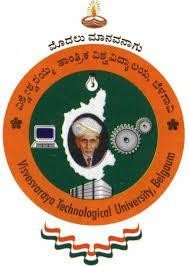 ಮೊದಲು ಮಾನವನಾಗು
ವಿಶ್ವೇಶ್ವರಯ್ಯ ತಾಂತ್ರಿಕ ವಿಶ್ವವಿದ್ಯಾಲಯ, ಬೆಳಗಾವಿ
Visvesvaraya Technological University, Belgaum